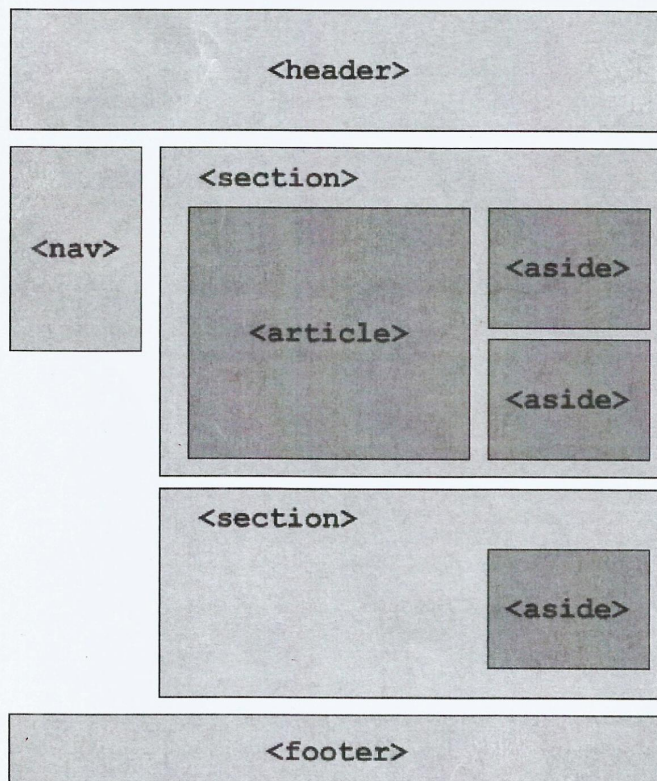 <header>
<nav>
<section>
<article>
<aside>
<aside>
<section>
<aside>
<footer>